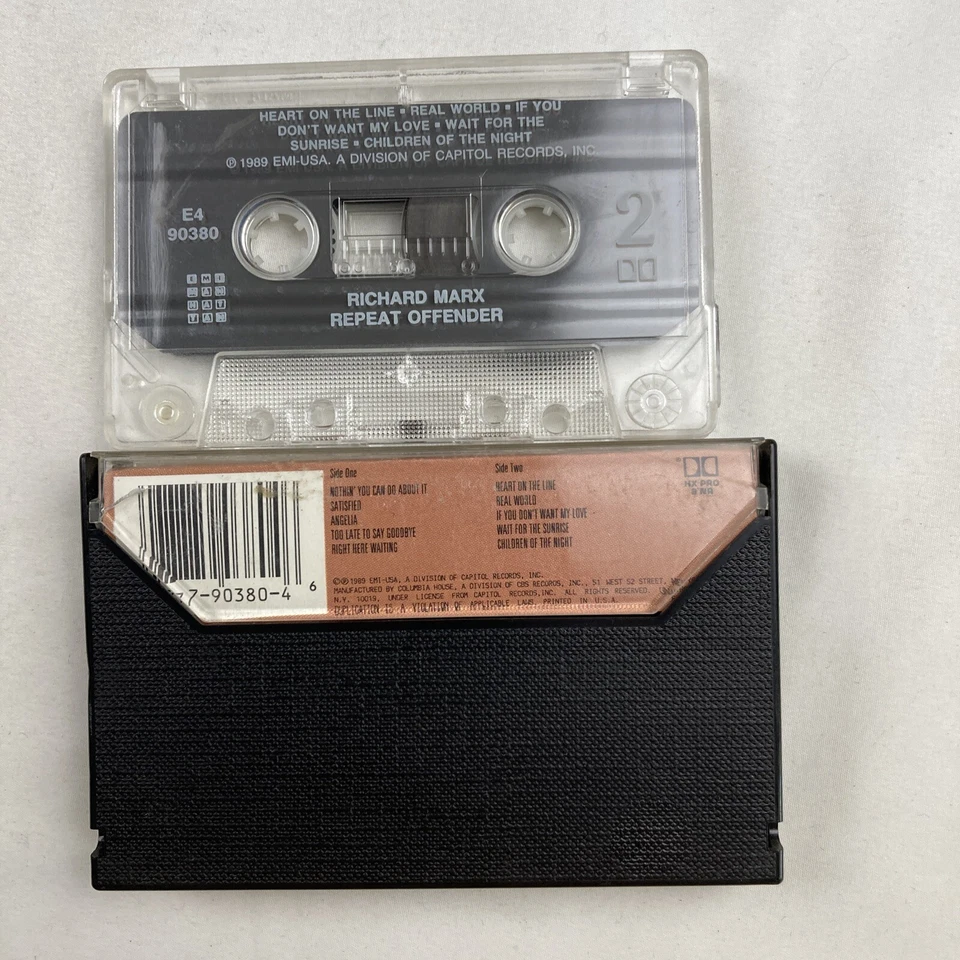 HEART ON THE LINE ▪ REAL WORLD ▪ IF YOU
DON'T WANT MY LOVE ▪ WAIT FOR THE
SUNRISE ▪ CHILDREN OF THE NIGHT
℗ 1989 EMI-USA. A DIVISION OF CAPITOL RECORDS, INC.
E4
90380
2
EMI
MAN
HAT
TAN
RICHARD MARX
REPEAT OFFENDER
Side One
NOTHIN' YOU CAN DO ABOUT IT
SATISFIED
ANGELIA
TOO LATE TO SAY GOODBYE
RIGHT HERE WAITING
Side Two
HEART ON THE LINE
REAL WORLD
IF YOU DON'T WANT MY LOVE
WAIT FOR THE SUNRISE
CHILDREN OF THE NIGHT
HX PRO
B NR
7-90380-4 6
©℗ 1989 EMI-USA, A DIVISION OF CAPITOL RECORDS, INC.
MANUFACTURED BY COLUMBIA HOUSE, A DIVISION OF CBS RECORDS, INC., 51 WEST 52 STREET,
N.Y. 10019, UNDER LICENSE FROM CAPITOL RECORDS, INC. ALL RIGHTS RESERVED.
DUPLICATION IS A VIOLATION OF APPLICABLE LAWS. PRINTED IN U.S.A.